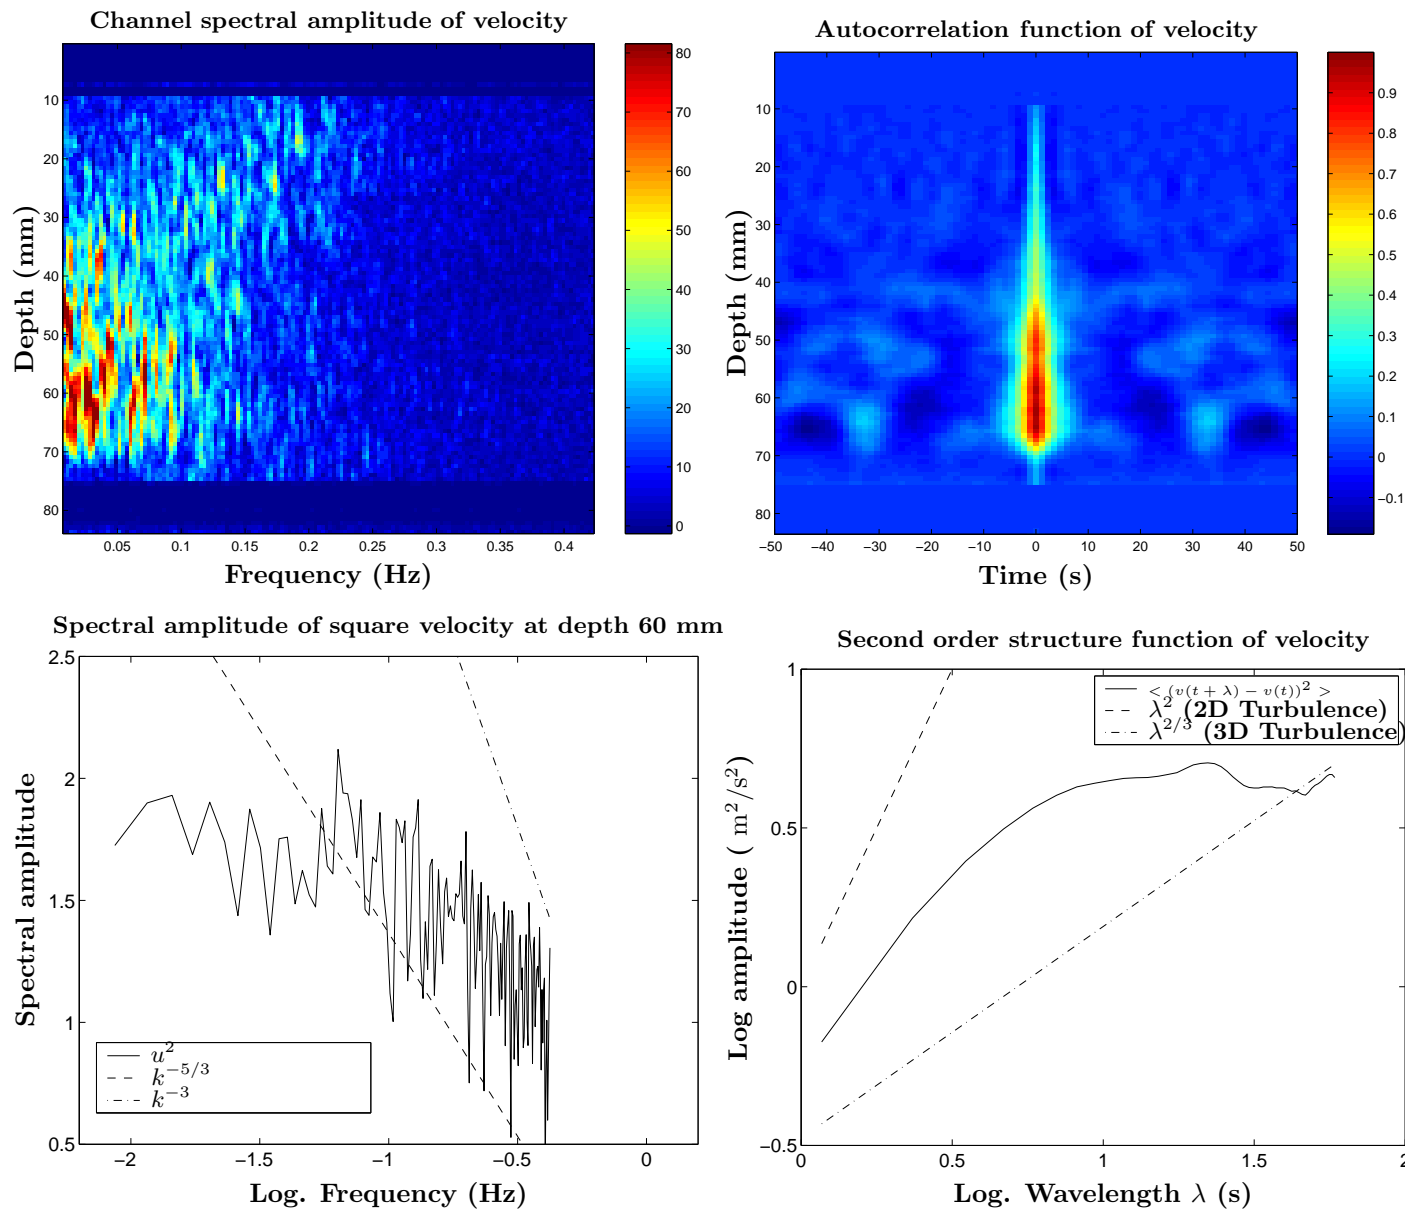 Channel spectral amplitude of velocity
10
20
30
40
50
60
70
80
0.05 0.1 0.15 0.2 0.25 0.3 0.35 0.4
Depth (mm)
Frequency (Hz)
80
70
60
50
40
30
20
10
0
Autocorrelation function of velocity
10
20
30
40
50
60
70
80
−50 −40 −30 −20 −10 0 10 20 30 40 50
Depth (mm)
Time (s)
0.9
0.8
0.7
0.6
0.5
0.4
0.3
0.2
0.1
0
−0.1
Spectral amplitude of square velocity at depth 60 mm
2.5
2
1.5
1
0.5
−2 −1.5 −1 −0.5 0
Spectral amplitude
Log. Frequency (Hz)
u²
k^{−5/3}
k^{−3}
Second order structure function of velocity
1
0.5
0
−0.5
0 0.5 1 1.5 2
Log amplitude ( m²/s²)
Log. Wavelength λ (s)
< (v(t + λ) − v(t))² >
λ² (2D Turbulence)
λ^{2/3} (3D Turbulence)